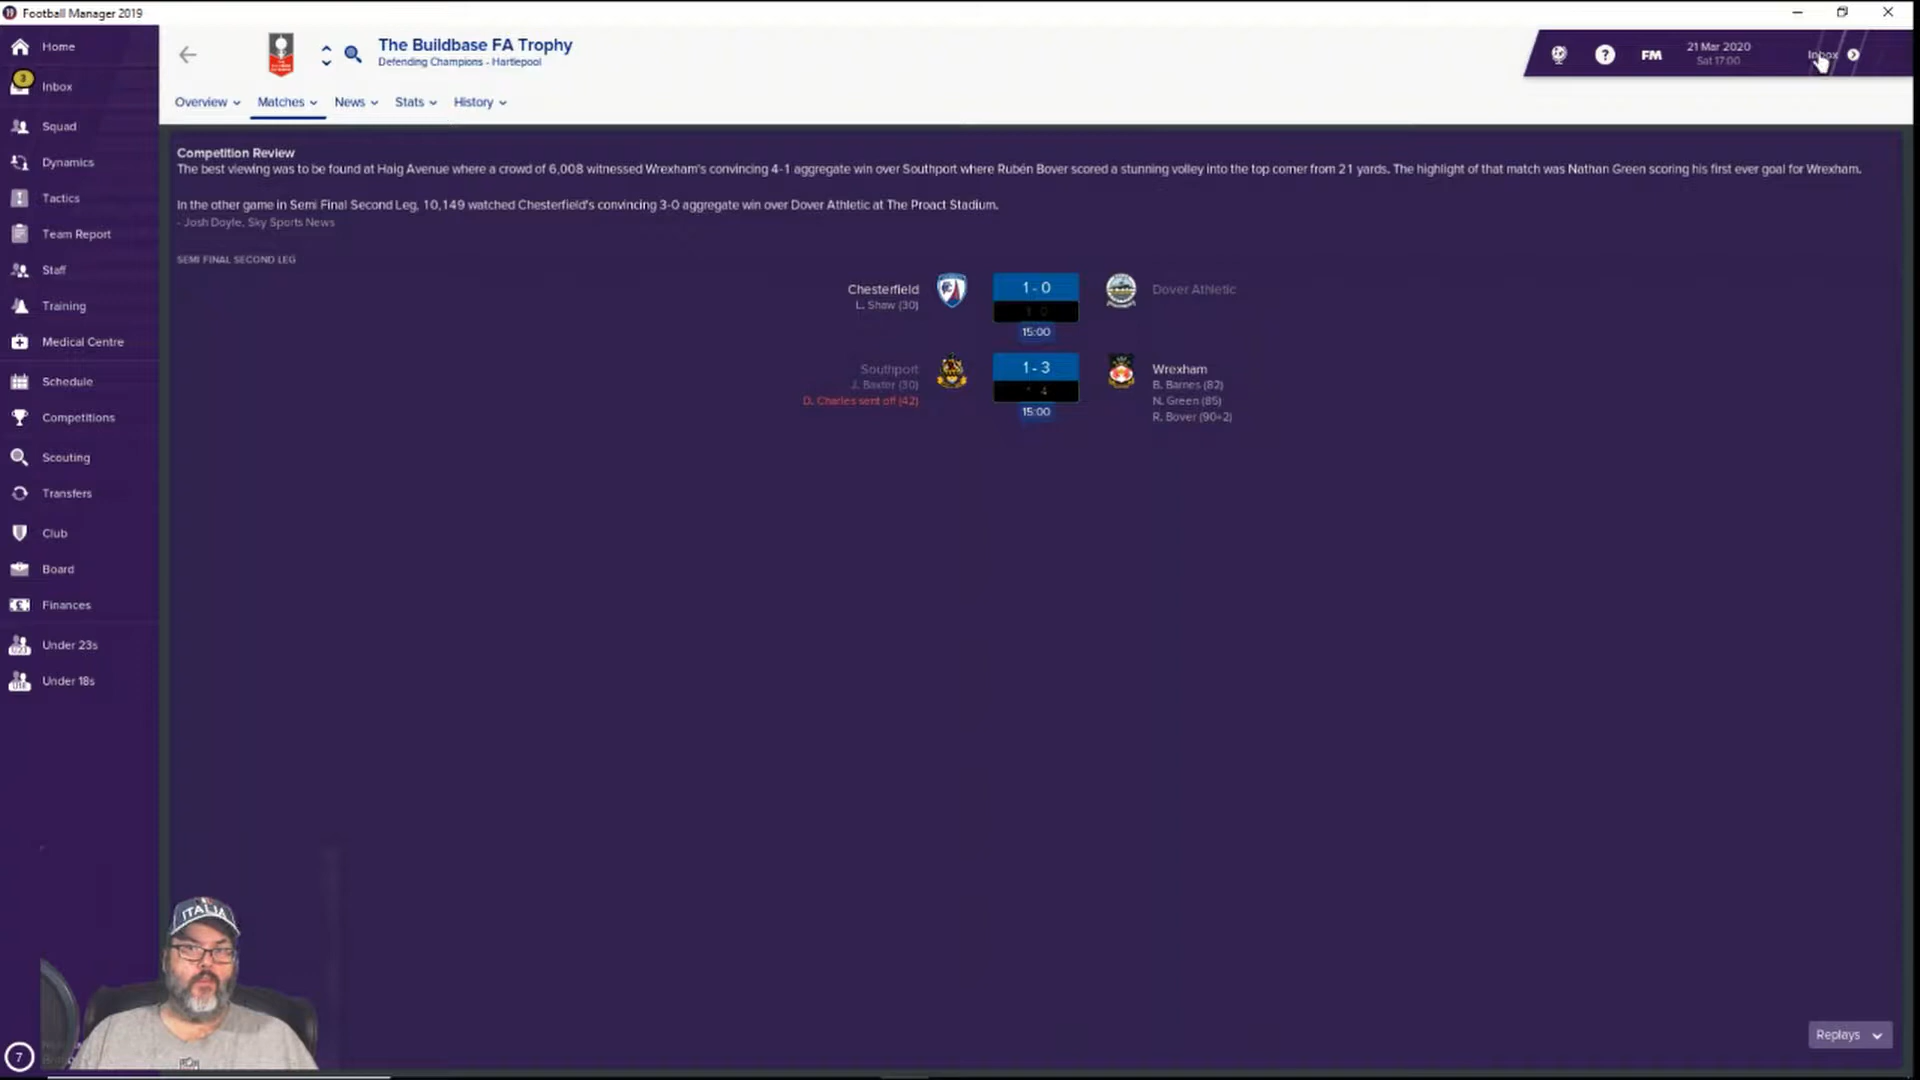 Football Manager 2019
Home
3
Inbox
Squad
Dynamics
Tactics
Team Report
Staff
Training
Medical Centre
Schedule
Competitions
Scouting
Transfers
Club
Board
Finances
Under 23s
Under 18s
7
The Buildbase FA Trophy
Defending Champions - Hartlepool
FM
21 Mar 2020
Sat 17:00
Inbox
Overview
Matches
News
Stats
History
Competition Review
The best viewing was to be found at Haig Avenue where a crowd of 6,008 witnessed Wrexham's convincing 4-1 aggregate win over Southport where Rubén Bover scored a stunning volley into the top corner from 21 yards. The highlight of that match was Nathan Green scoring his first ever goal for Wrexham.
In the other game in Semi Final Second Leg, 10,149 watched Chesterfield's convincing 3-0 aggregate win over Dover Athletic at The Proact Stadium.
- Josh Doyle, Sky Sports News
SEMI FINAL SECOND LEG
Chesterfield 1 - 0 Dover Athletic
L. Shaw (30)
15:00
Southport 1 - 3 Wrexham
J. Baxter (30) B. Barnes (82)
D. Charles sent off (42) 1 4 N. Green (85)
15:00 R. Bover (90+2)
ITALIA
Replays